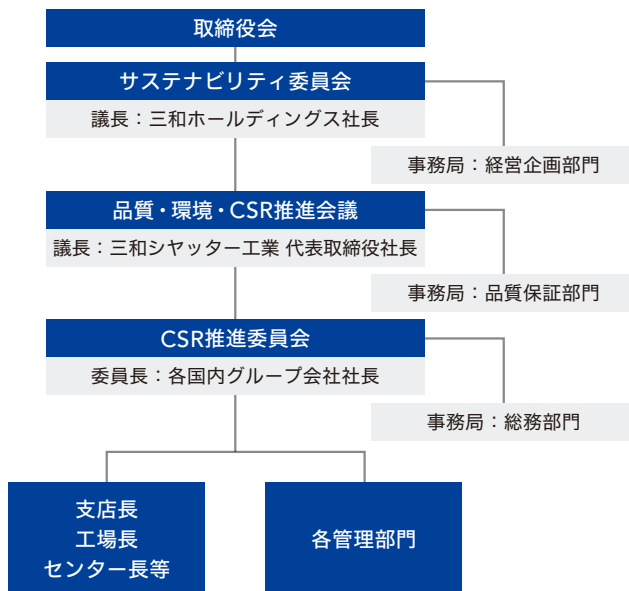 取締役会
サステナビリティ委員会
議長：三和ホールディングス社長
事務局：経営企画部門
品質・環境・CSR推進会議
議長：三和シヤッター工業 代表取締役社長
事務局：品質保証部門
CSR推進委員会
委員長：各国内グループ会社社長
事務局：総務部門
支店長
工場長
センター長等
各管理部門